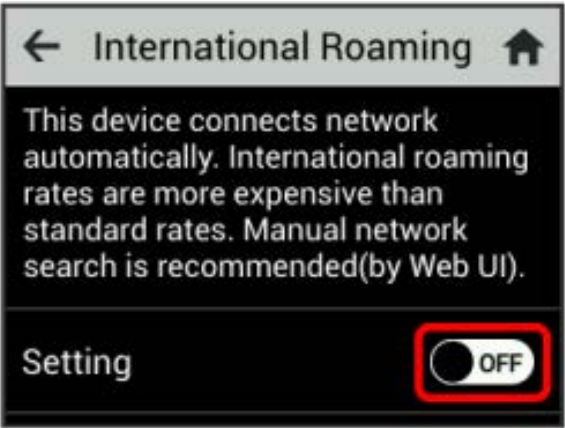 International Roaming
This device connects network
automatically. International roaming
rates are more expensive than
standard rates. Manual network
search is recommended(by Web UI).
Setting OFF